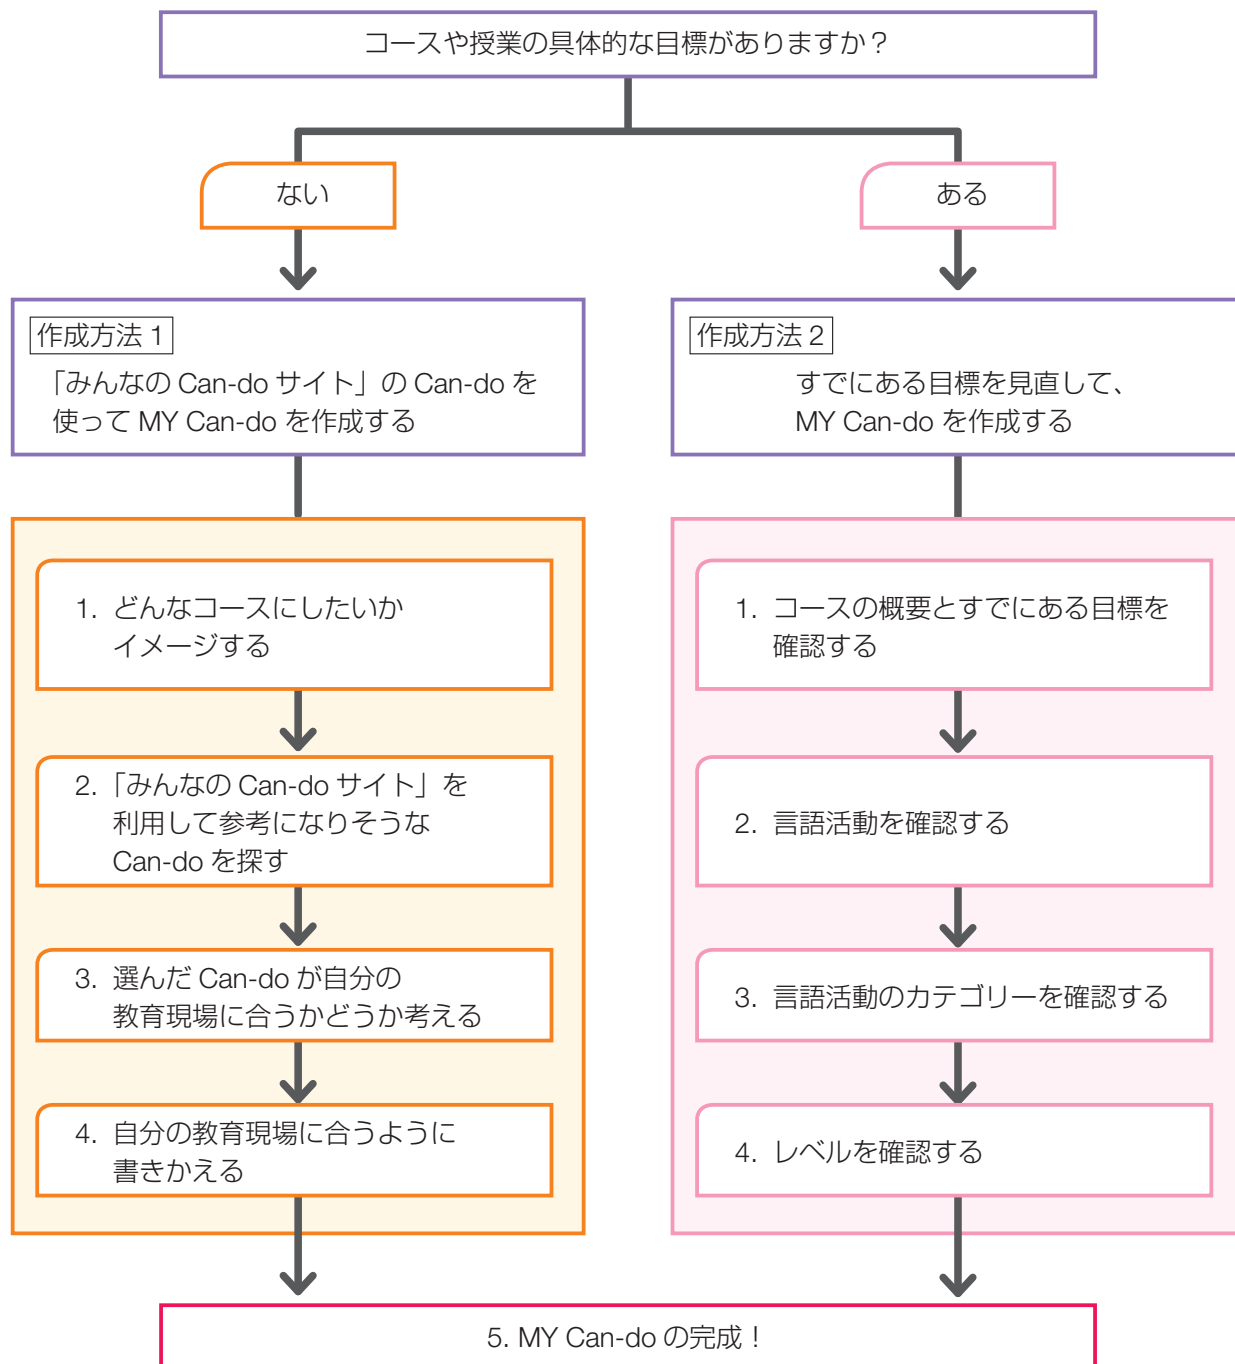 コースや授業の具体的な目標がありますか？
ない
ある
作成方法 1
「みんなの Can-do サイト」の Can-do を
使って MY Can-do を作成する
作成方法 2
すでにある目標を見直して、
MY Can-do を作成する
1. どんなコースにしたいか
イメージする
2.「みんなの Can-do サイト」を
利用して参考になりそうな
Can-do を探す
3. 選んだ Can-do が自分の
教育現場に合うかどうか考える
4. 自分の教育現場に合うように
書きかえる
1. コースの概要とすでにある目標を
確認する
2. 言語活動を確認する
3. 言語活動のカテゴリーを確認する
4. レベルを確認する
5. MY Can-do の完成！